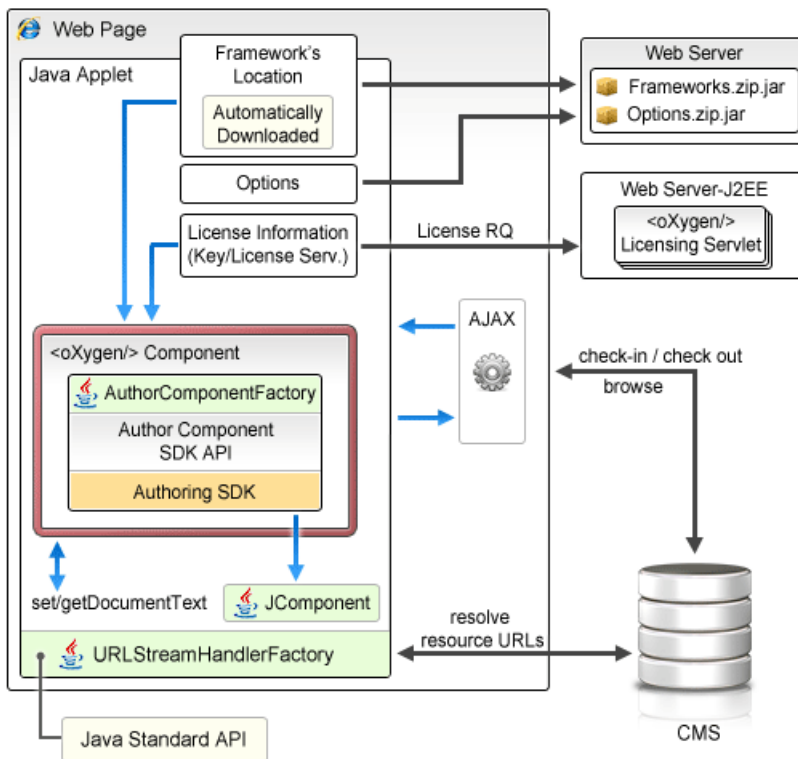 Web Page
Java Applet
Framework's
Location
Automatically
Downloaded
Options
License Information
(Key/License Serv.)
Web Server
Frameworks.zip.jar
Options.zip.jar
Web Server-J2EE
<oXygen/>
Licensing Servlet
License RQ
AJAX
<oXygen/> Component
AuthorComponentFactory
Author Component
SDK API
Authoring SDK
check-in / check out
browse
set/getDocumentText
JComponent
resolve
resource URLs
URLStreamHandlerFactory
CMS
Java Standard API